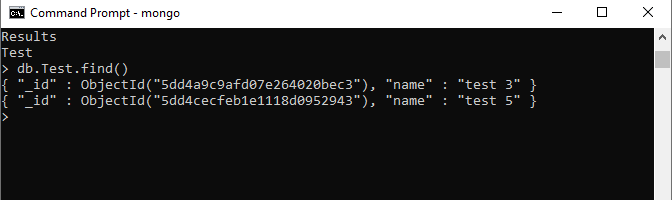 Command Prompt - mongo
Results
Test
> db.Test.find()
{ "_id" : ObjectId("5dd4a9c9afd07e264020bec3"), "name" : "test 3" }
{ "_id" : ObjectId("5dd4cecfeb1e1118d0952943"), "name" : "test 5" }
>